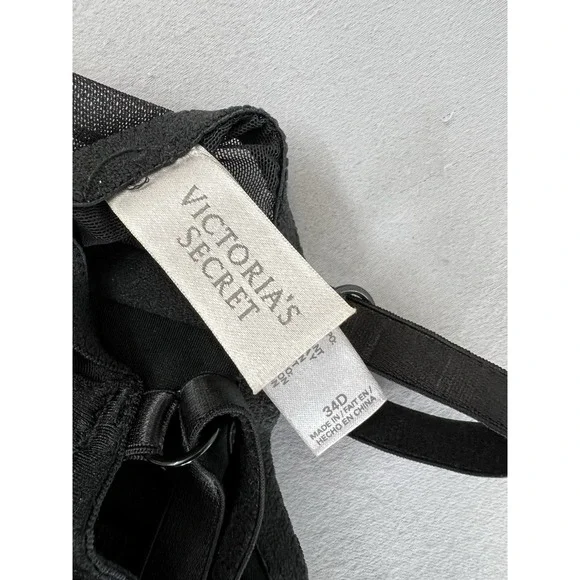 VICTORIA'S
SECRET
34D
MADE IN / FAIT EN /
HECHO EN CHINA